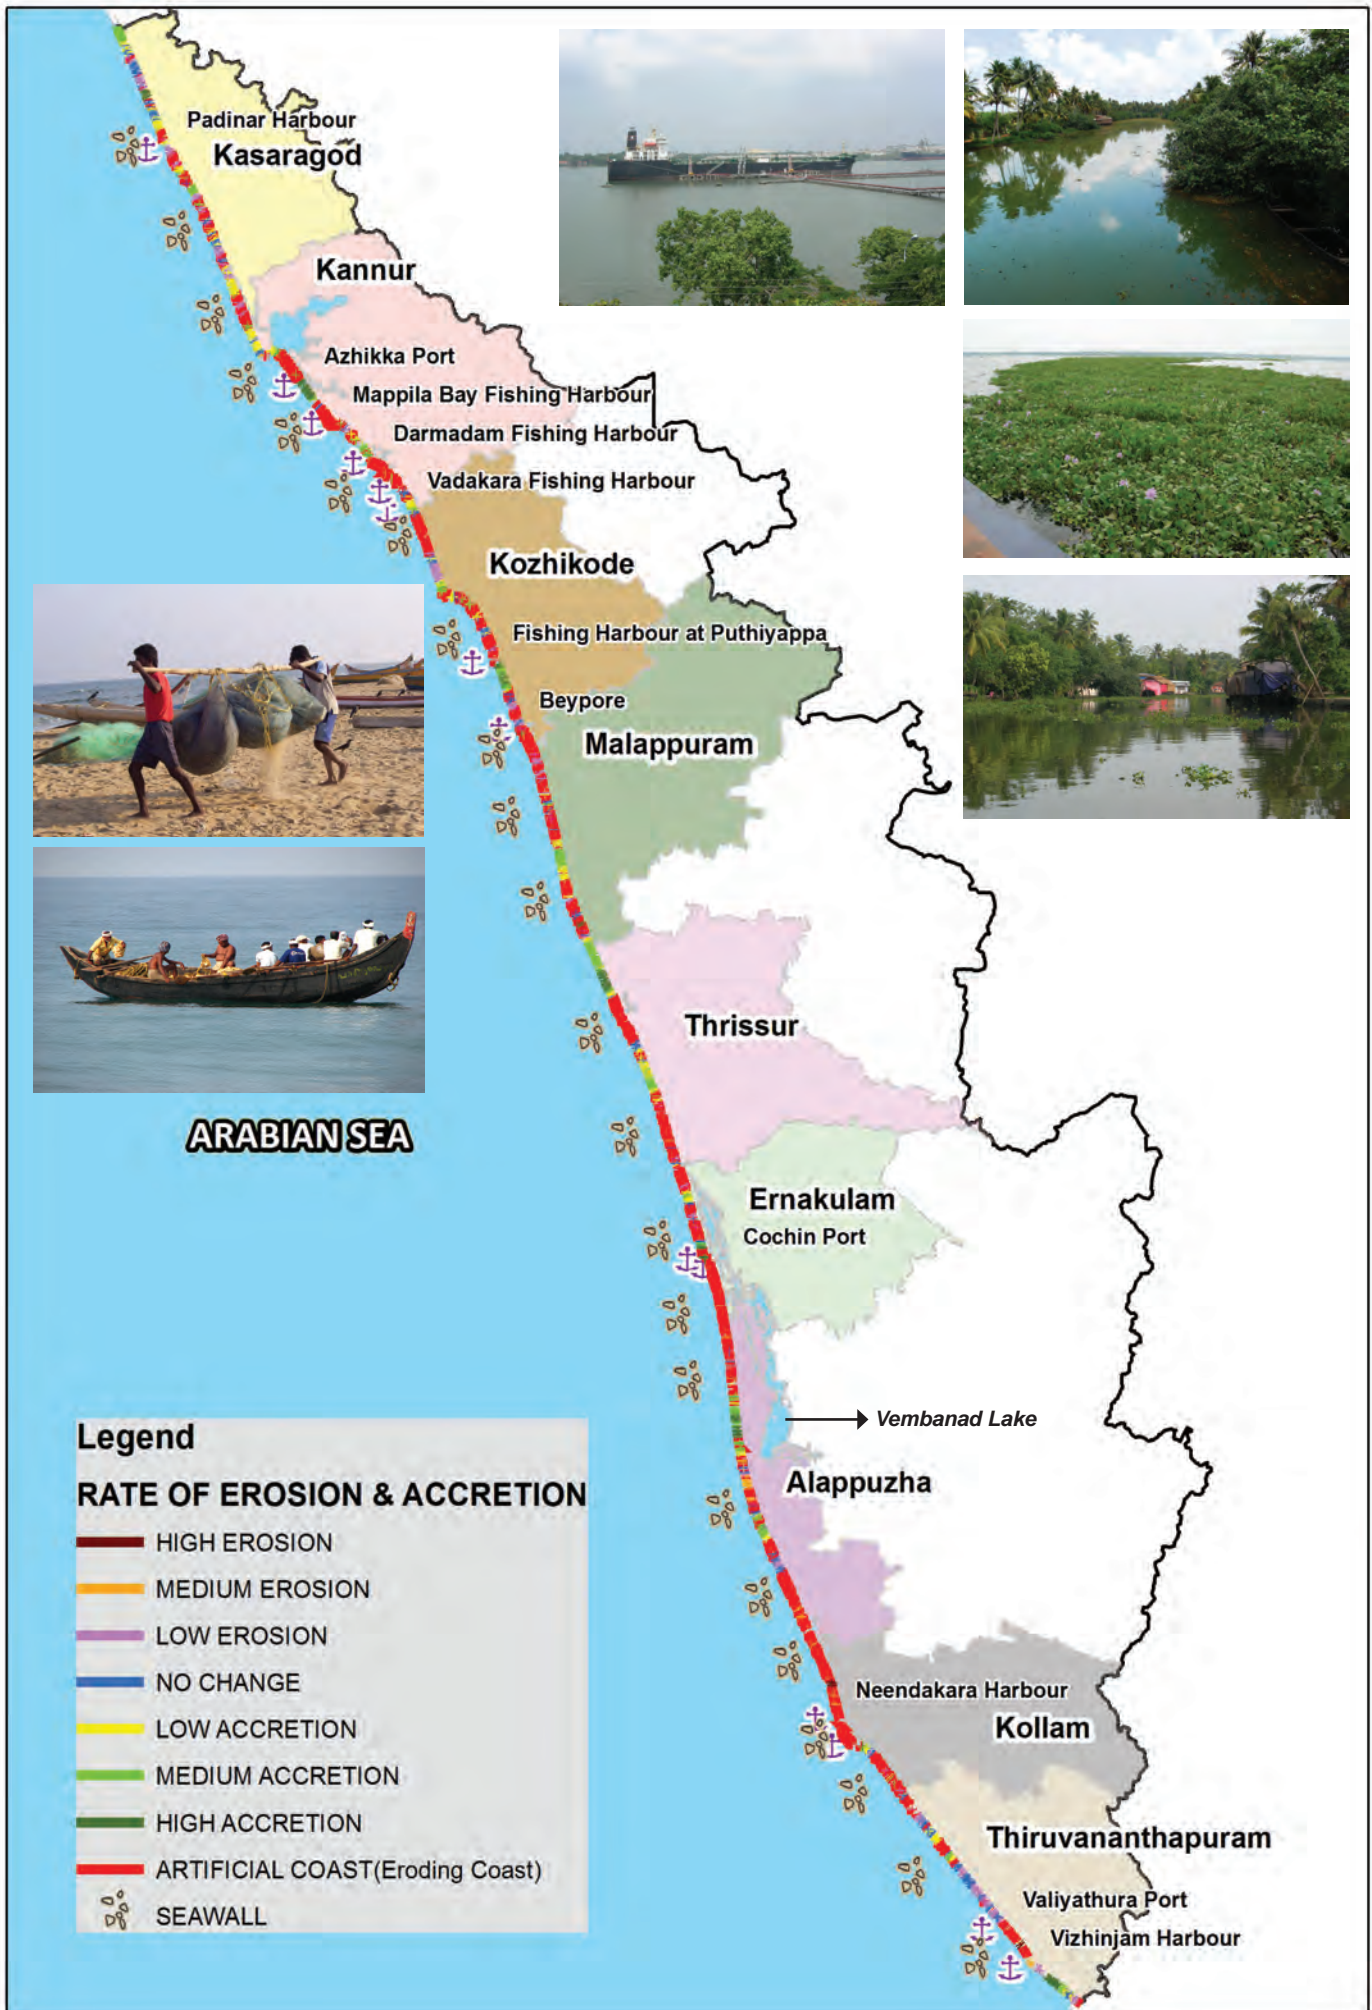 Padinar Harbour
Kasaragod
Kannur
Azhikka Port
Mappila Bay Fishing Harbour
Darmadam Fishing Harbour
Vadakara Fishing Harbour
Kozhikode
Fishing Harbour at Puthiyappa
Beypore
Malappuram
Thrissur
ARABIAN SEA
Ernakulam
Cochin Port
Vembanad Lake
Alappuzha
Neendakara Harbour
Kollam
Thiruvananthapuram
Valiyathura Port
Vizhinjam Harbour
Legend
RATE OF EROSION & ACCRETION
HIGH EROSION
MEDIUM EROSION
LOW EROSION
NO CHANGE
LOW ACCRETION
MEDIUM ACCRETION
HIGH ACCRETION
ARTIFICIAL COAST(Eroding Coast)
SEAWALL